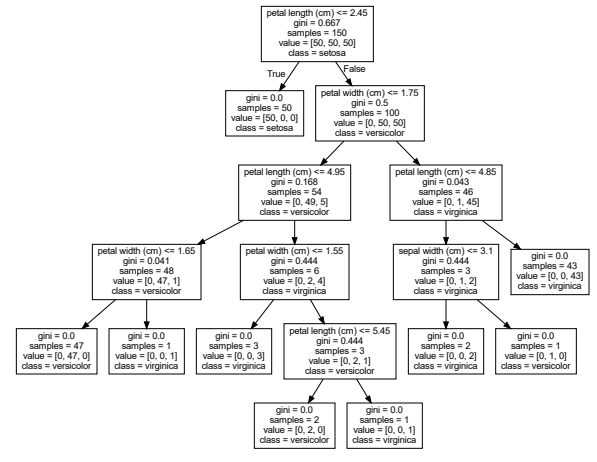 petal length (cm) <= 2.45
gini = 0.667
samples = 150
value = [50, 50, 50]
class = setosa
True
False
gini = 0.0
samples = 50
value = [50, 0, 0]
class = setosa
petal width (cm) <= 1.75
gini = 0.5
samples = 100
value = [0, 50, 50]
class = versicolor
petal length (cm) <= 4.95
gini = 0.168
samples = 54
value = [0, 49, 5]
class = versicolor
petal length (cm) <= 4.85
gini = 0.043
samples = 46
value = [0, 1, 45]
class = virginica
petal width (cm) <= 1.65
gini = 0.041
samples = 48
value = [0, 47, 1]
class = versicolor
petal width (cm) <= 1.55
gini = 0.444
samples = 6
value = [0, 2, 4]
class = virginica
sepal width (cm) <= 3.1
gini = 0.444
samples = 3
value = [0, 1, 2]
class = virginica
gini = 0.0
samples = 43
value = [0, 0, 43]
class = virginica
gini = 0.0
samples = 47
value = [0, 47, 0]
class = versicolor
gini = 0.0
samples = 1
value = [0, 0, 1]
class = virginica
gini = 0.0
samples = 3
value = [0, 0, 3]
class = virginica
petal length (cm) <= 5.45
gini = 0.444
samples = 3
value = [0, 2, 1]
class = versicolor
gini = 0.0
samples = 2
value = [0, 0, 2]
class = virginica
gini = 0.0
samples = 1
value = [0, 1, 0]
class = versicolor
gini = 0.0
samples = 2
value = [0, 2, 0]
class = versicolor
gini = 0.0
samples = 1
value = [0, 0, 1]
class = virginica